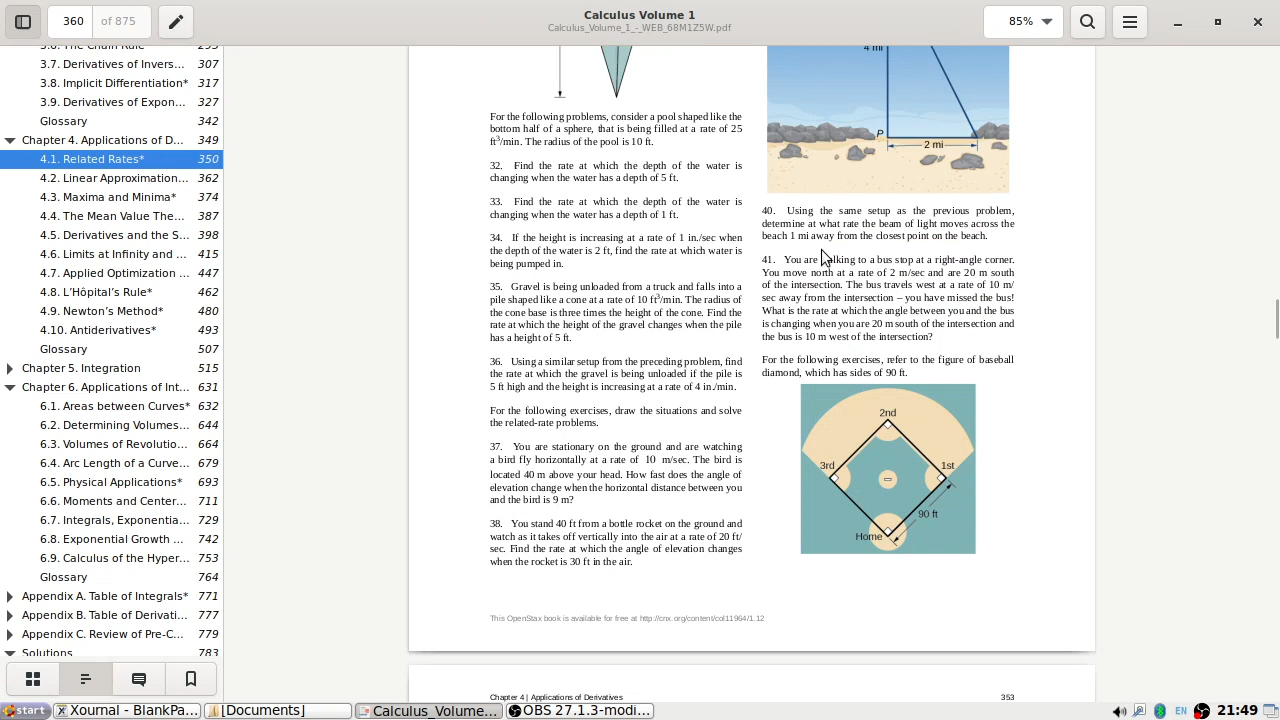 360
of 875
Calculus Volume 1
Calculus_Volume_1_-_WEB_68M1Z5W.pdf
85%
307
3.7. Derivatives of Invers...
3.8. Implicit Differentiation* 317
3.9. Derivatives of Expon... 327
Glossary 342
Chapter 4. Applications of D... 349
4.1. Related Rates* 350
4.2. Linear Approximation... 362
4.3. Maxima and Minima* 374
4.4. The Mean Value The... 387
4.5. Derivatives and the S... 398
4.6. Limits at Infinity and ... 415
4.7. Applied Optimization ... 447
4.8. L’Hôpital’s Rule* 462
4.9. Newton’s Method* 480
4.10. Antiderivatives* 493
Glossary 507
Chapter 5. Integration 515
Chapter 6. Applications of Int... 631
6.1. Areas between Curves* 632
6.2. Determining Volumes... 644
6.3. Volumes of Revolutio... 664
6.4. Arc Length of a Curve... 679
6.5. Physical Applications* 695
6.6. Moments and Center... 711
6.7. Integrals, Exponentia... 729
6.8. Exponential Growth ... 742
6.9. Calculus of the Hyper... 753
Glossary 764
Appendix A. Table of Integrals* 771
Appendix B. Table of Derivati... 777
Appendix C. Review of Pre-C... 779
Solutions 783
For the following problems, consider a pool shaped like the
bottom half of a sphere, that is being filled at a rate of 25
ft³/min. The radius of the pool is 10 ft.
32. Find the rate at which the depth of the water is
changing when the water has a depth of 5 ft.
33. Find the rate at which the depth of the water is
changing when the water has a depth of 1 ft.
34. If the height is increasing at a rate of 1 in./sec when
the depth of the water is 2 ft, find the rate at which water is
being pumped in.
35. Gravel is being unloaded from a truck and falls into a
pile shaped like a cone at a rate of 10 ft³/min. The radius of
the cone base is three times the height of the cone. Find the
rate at which the height of the gravel changes when the pile
has a height of 5 ft.
36. Using a similar setup from the preceding problem, find
the rate at which the gravel is being unloaded if the pile is
5 ft high and the height is increasing at a rate of 4 in./min.
For the following exercises, draw the situations and solve
the related-rate problems.
37. You are stationary on the ground and are watching
a bird fly horizontally at a rate of 10 m/sec. The bird is
located 40 m above your head. How fast does the angle of
elevation change when the horizontal distance between you
and the bird is 9 m?
38. You stand 40 ft from a bottle rocket on the ground and
watch as it takes off vertically into the air at a rate of 20 ft/
sec. Find the rate at which the angle of elevation changes
when the rocket is 30 ft in the air.
4 mi
P
2 mi
40. Using the same setup as the previous problem,
determine at what rate the beam of light moves across the
beach 1 mi away from the closest point on the beach.
41. You are walking to a bus stop at a right-angle corner.
You move north at a rate of 2 m/sec and are 20 m south
of the intersection. The bus travels west at a rate of 10 m/
sec away from the intersection – you have missed the bus!
What is the rate at which the angle between you and the bus
is changing when you are 20 m south of the intersection and
the bus is 10 m west of the intersection?
For the following exercises, refer to the figure of baseball
diamond, which has sides of 90 ft.
2nd
3rd
1st
90 ft
Home
This OpenStax book is available for free at http://cnx.org/content/col11964/1.12
Chapter 4 | Applications of Derivatives 353
start
Xournal - BlankPa...
[Documents]
Calculus_Volume...
OBS 27.1.3-modi...
EN
21:49